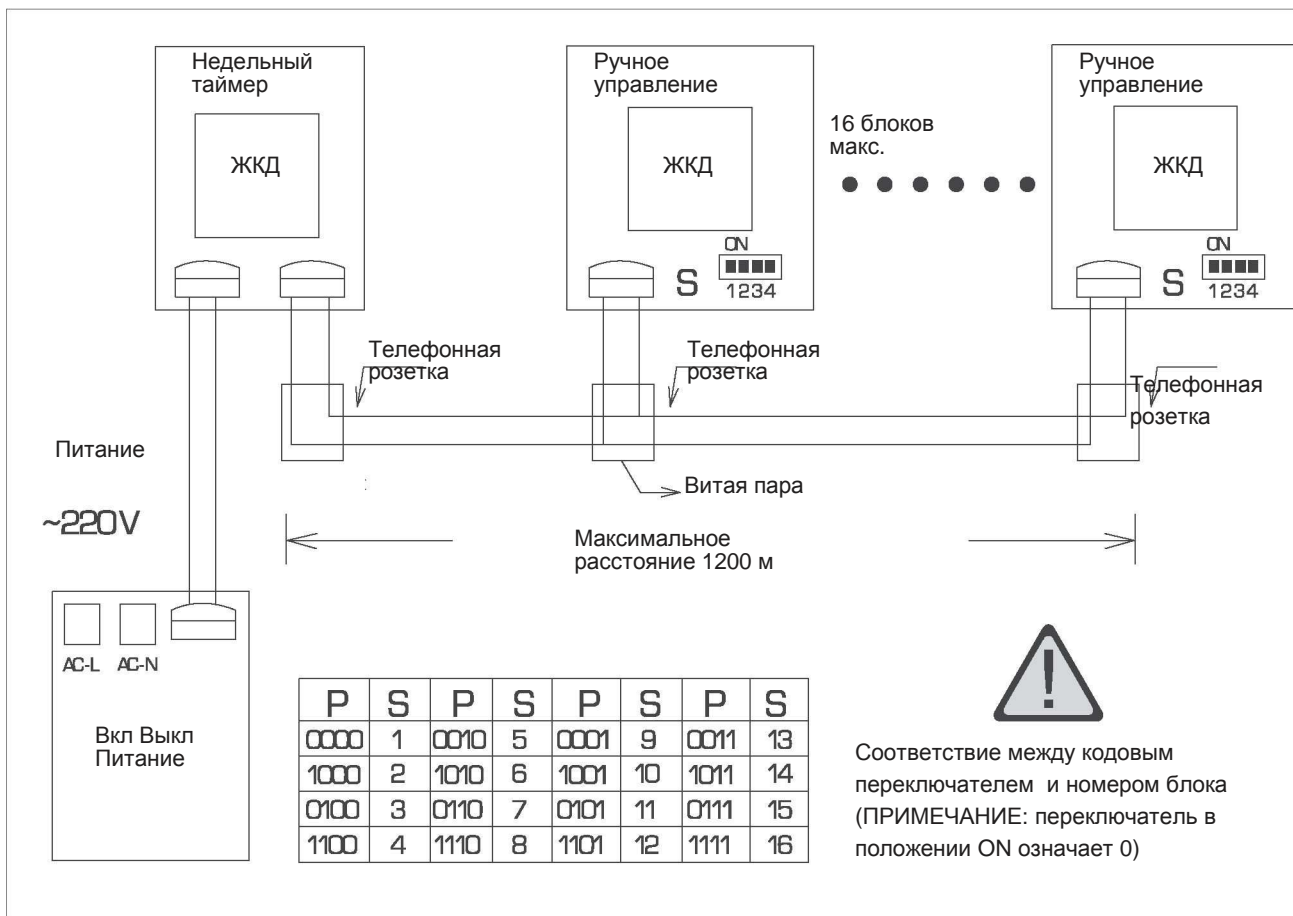 Недельный
таймер
ЖКД
Ручное
управление
ЖКД
ON
S
1234
16 блоков
макс.
Ручное
управление
ЖКД
ON
S
1234
Телефонная
розетка
Телефонная
розетка
Телефонная
розетка
Питание
~220V
Витая пара
Максимальное
расстояние 1200 м
AC-L AC-N
Вкл Выкл
Питание
P S P S P S P S
0000 1 0010 5 0001 9 0011 13
1000 2 1010 6 1001 10 1011 14
0100 3 0110 7 0101 11 0111 15
1100 4 1110 8 1101 12 1111 16
!
Соответствие между кодовым
переключателем и номером блока
(ПРИМЕЧАНИЕ: переключатель в
положении ON означает 0)